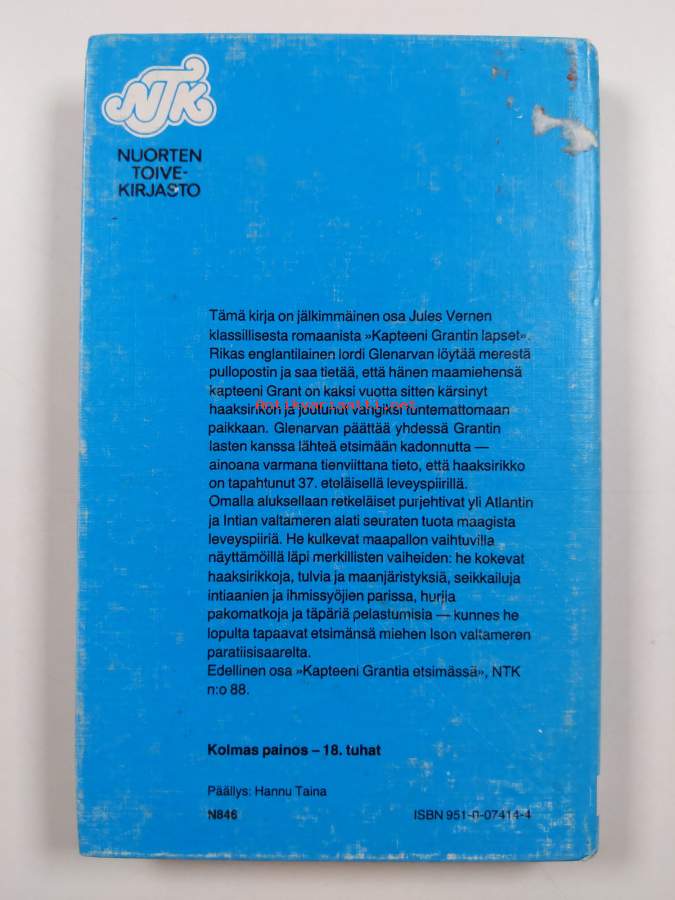 NTK
NUORTEN
TOIVE-
KIRJASTO
Tämä kirja on jälkimmäinen osa Jules Vernen
klassillisesta romaanista »Kapteeni Grantin lapset».
Rikas englantilainen lordi Glenarvan löytää merestä
pullopostin ja saa tietää, että hänen maamiehensä
kapteeni Grant on kaksi vuotta sitten kärsinyt
haaksirikon ja joutunut vangiksi tuntemattomaan
antikvariaatti.net
paikkaan. Glenarvan päättää yhdessä Grantin
lasten kanssa lähteä etsimään kadonnutta —
ainoana varmana tienviittana tieto, että haaksirikko
on tapahtunut 37. eteläisellä leveyspiirillä.
Omalla aluksellaan retkeläiset purjehtivat yli Atlantin
ja Intian valtameren alati seuraten tuota maagista
leveyspiiriä. He kulkevat maapallon vaihtuvilla
näyttämöillä läpi merkillisten vaiheiden: he kokevat
haaksirikkoja, tulvia ja maanjäristyksiä, seikkailuja
intiaanien ja ihmissyöjien parissa, hurjia
pakomatkoja ja täpäriä pelastumisia — kunnes he
lopulta tapaavat etsimänsä miehen Ison valtameren
paratiisisaarelta.
Edellinen osa »Kapteeni Grantia etsimässä», NTK
n:o 88.
Kolmas painos – 18. tuhat
Päällys: Hannu Taina
N846 ISBN 951-0-07414-4